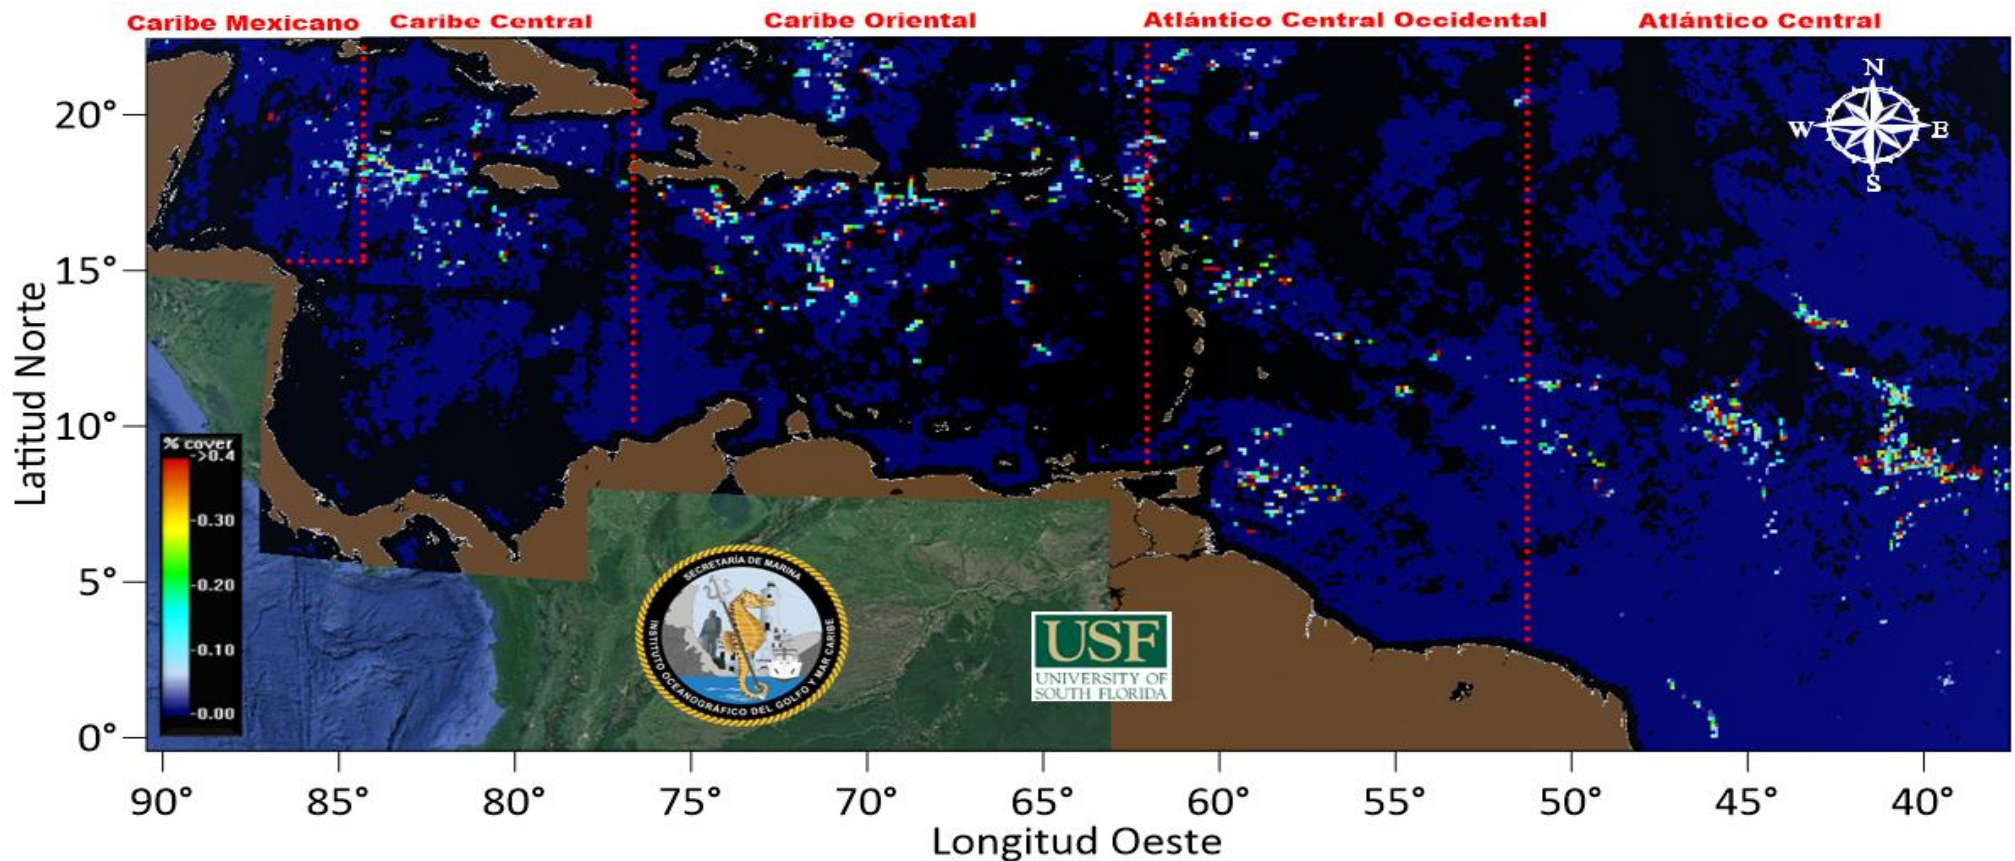 Caribe Mexicano
Caribe Central
Caribe Oriental
Atlántico Central Occidental
Atlántico Central
N
W
E
S
20°
15°
10°
5°
0°
Latitud Norte
% cover
->0.4
-0.30
-0.20
-0.10
-0.00
SECRETARÍA DE MARINA
INSTITUTO OCEANOGRÁFICO DEL GOLFO Y MAR CARIBE
USF
UNIVERSITY OF
SOUTH FLORIDA
90°
85°
80°
75°
70°
65°
60°
55°
50°
45°
40°
Longitud Oeste